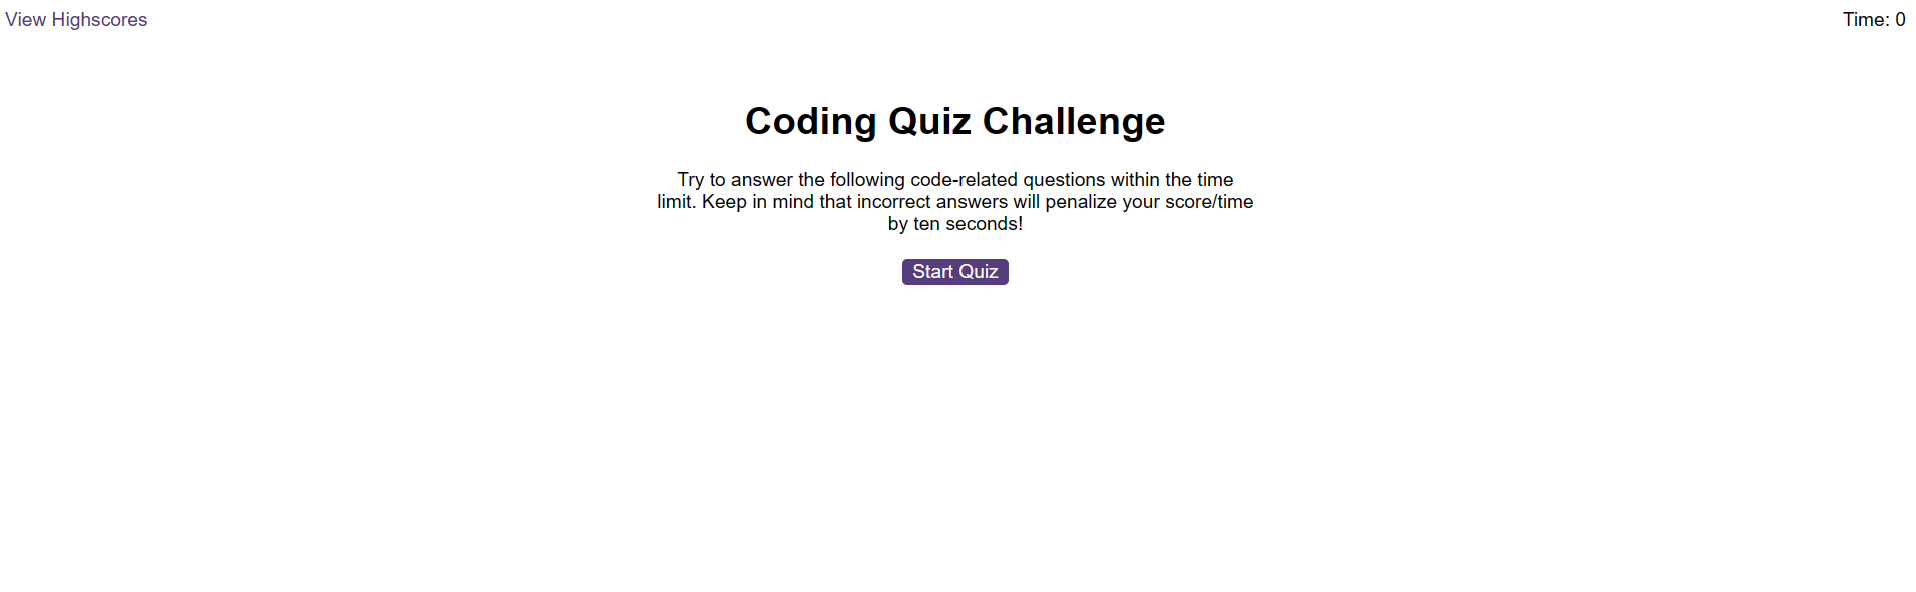 View Highscores
Time: 0
Coding Quiz Challenge
Try to answer the following code-related questions within the time
limit. Keep in mind that incorrect answers will penalize your score/time
by ten seconds!
Start Quiz